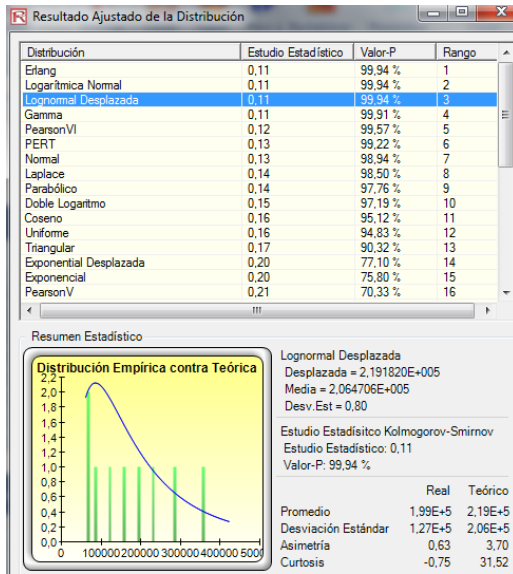 Resultado Ajustado de la Distribución
Distribución Estudio Estadístico Valor-P Rango
Erlang 0,11 99,94 % 1
Logarítmica Normal 0,11 99,94 % 2
Lognormal Desplazada 0,11 99,94 % 3
Gamma 0,11 99,91 % 4
PearsonVI 0,12 99,57 % 5
PERT 0,13 99,22 % 6
Normal 0,13 98,94 % 7
Laplace 0,14 98,50 % 8
Parabólico 0,14 97,76 % 9
Doble Logaritmo 0,15 97,19 % 10
Coseno 0,16 95,12 % 11
Uniforme 0,16 94,83 % 12
Triangular 0,17 90,32 % 13
Exponential Desplazada 0,20 77,10 % 14
Exponencial 0,20 75,80 % 15
PearsonV 0,21 70,33 % 16
Resumen Estadístico
Distribución Empírica contra Teórica
2,2
2,0
1,8
1,6
1,4
1,2
1,0
0,8
0,6
0,4
0,2
0,0
0 100000 200000 300000 400000 5000
Lognormal Desplazada
Desplazada = 2,191820E+005
Media = 2,064706E+005
Desv.Est = 0,80
Estudio Estadísitco Kolmogorov-Smirnov
Estudio Estadístico: 0,11
Valor-P: 99,94 %
Real Teórico
Promedio 1,99E+5 2,19E+5
Desviación Estándar 1,27E+5 2,06E+5
Asimetría 0,63 3,70
Curtosis -0,75 31,52